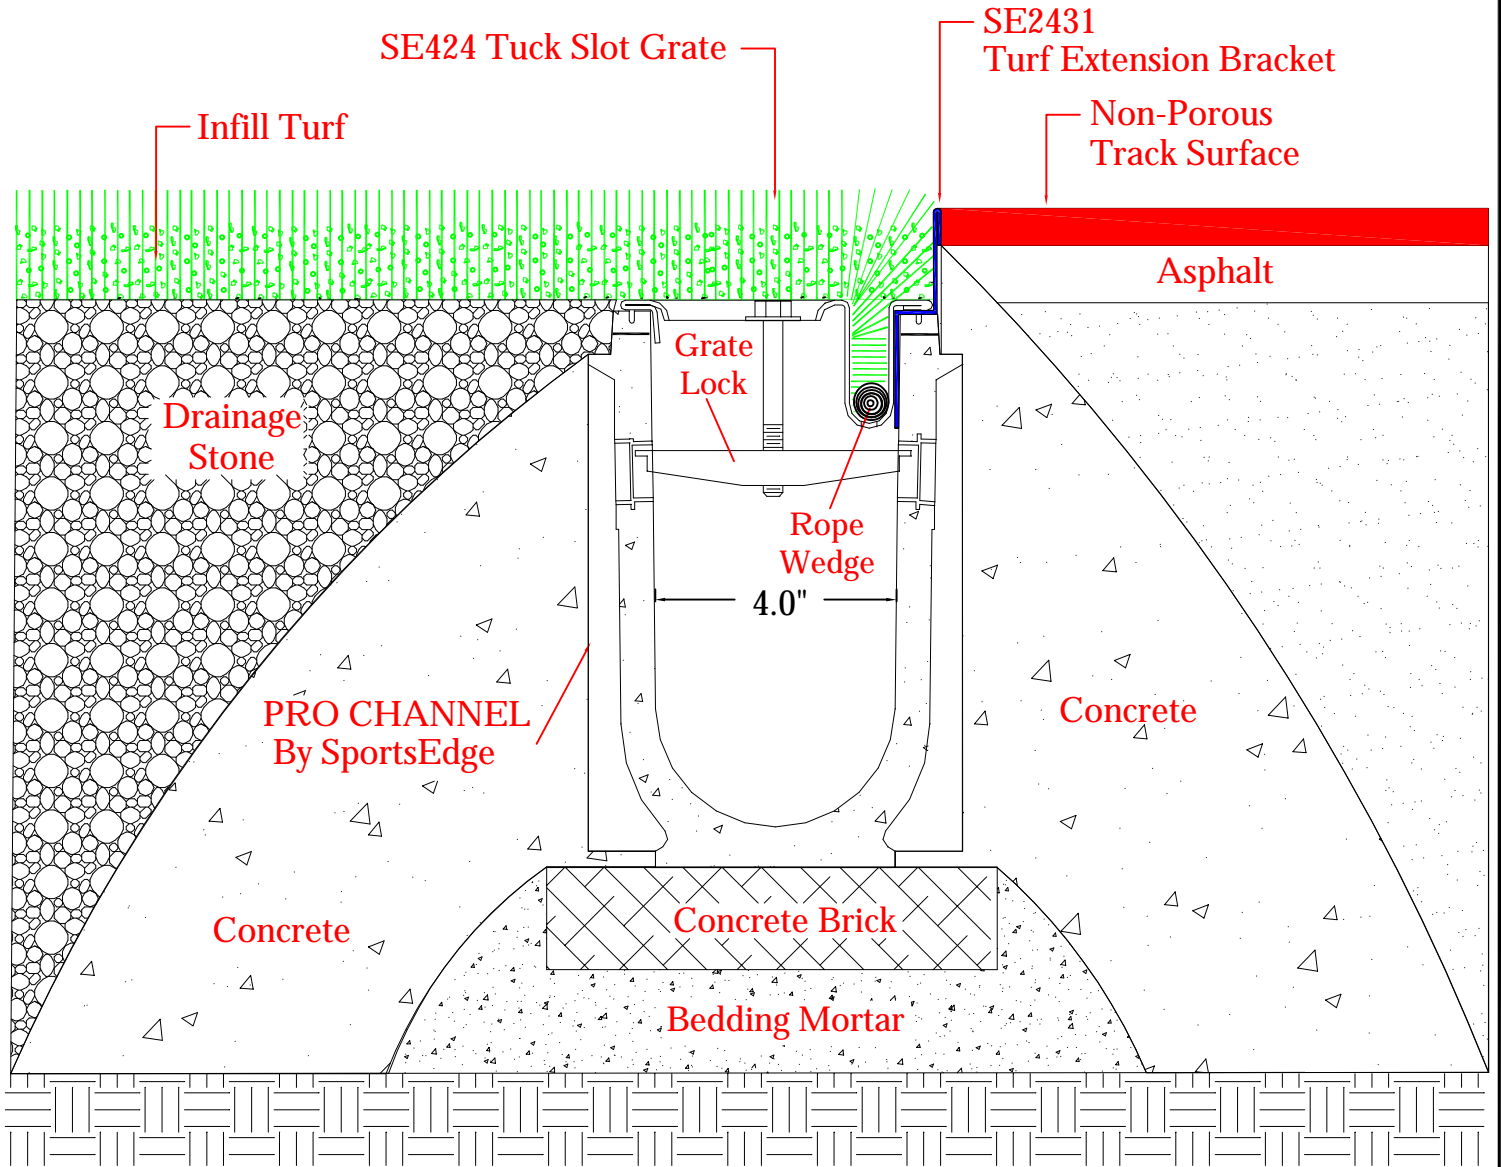 SE424 Tuck Slot Grate
SE2431
Turf Extension Bracket
Infill Turf
Non-Porous
Track Surface
Asphalt
Grate
Lock
Drainage
Stone
Rope
Wedge
4.0"
PRO CHANNEL
By SportsEdge
Concrete
Concrete
Concrete Brick
Bedding Mortar